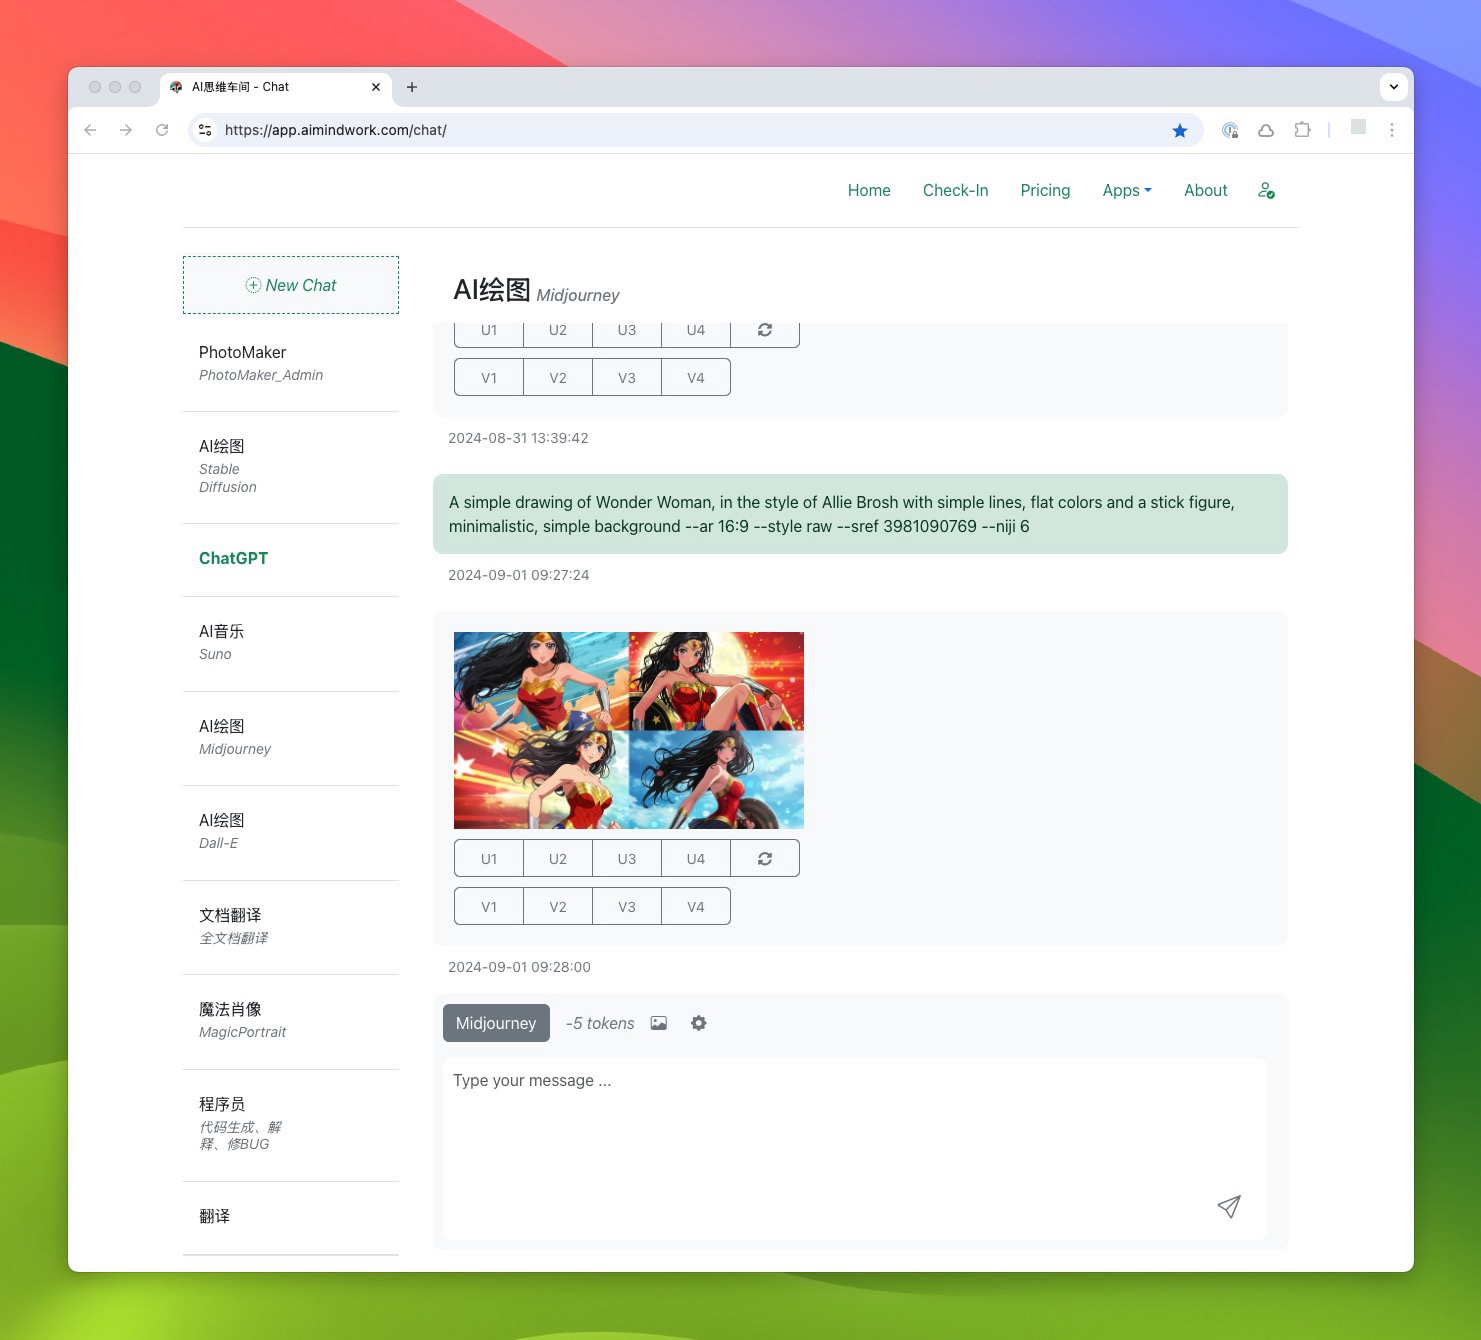 AI思维车间 - Chat
https://app.aimindwork.com/chat/
Home
Check-In
Pricing
Apps
About
New Chat
PhotoMaker
PhotoMaker_Admin
AI绘图
Stable
Diffusion
ChatGPT
AI音乐
Suno
AI绘图
Midjourney
AI绘图
Dall-E
文档翻译
全文档翻译
魔法肖像
MagicPortrait
程序员
代码生成、解
释、修BUG
翻译
AI绘图 Midjourney
U1 U2 U3 U4
V1 V2 V3 V4
2024-08-31 13:39:42
A simple drawing of Wonder Woman, in the style of Allie Brosh with simple lines, flat colors and a stick figure,
minimalistic, simple background --ar 16:9 --style raw --sref 3981090769 --niji 6
2024-09-01 09:27:24
U1 U2 U3 U4
V1 V2 V3 V4
2024-09-01 09:28:00
Midjourney -5 tokens
Type your message ...